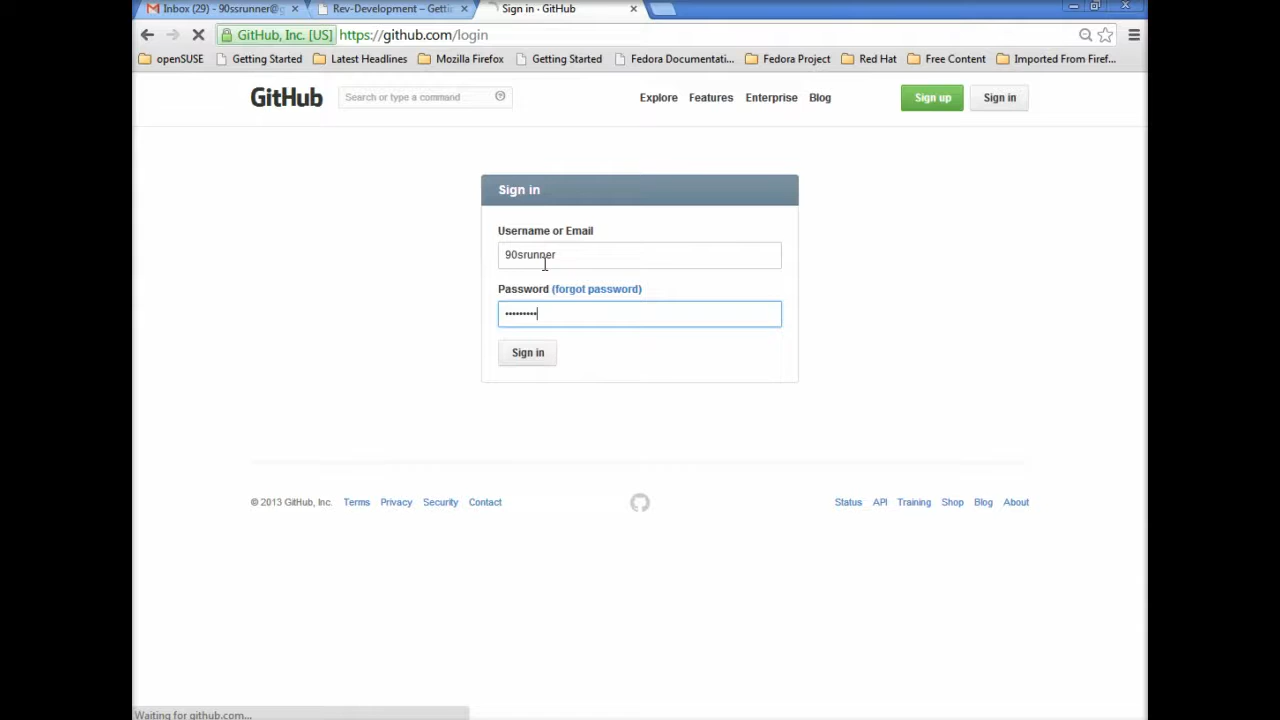 Inbox (29) - 90ssrunner@g
Rev-Development – Gettin
Sign in · GitHub
GitHub, Inc. [US] https://github.com/login
openSUSE Getting Started Latest Headlines Mozilla Firefox Getting Started Fedora Documentati... Fedora Project Red Hat Free Content Imported From Firef...
GitHub Search or type a command Explore Features Enterprise Blog Sign up Sign in
Sign in
Username or Email
90srunner
Password (forgot password)
•••••••••
Sign in
© 2013 GitHub, Inc. Terms Privacy Security Contact Status API Training Shop Blog About
Waiting for github.com...